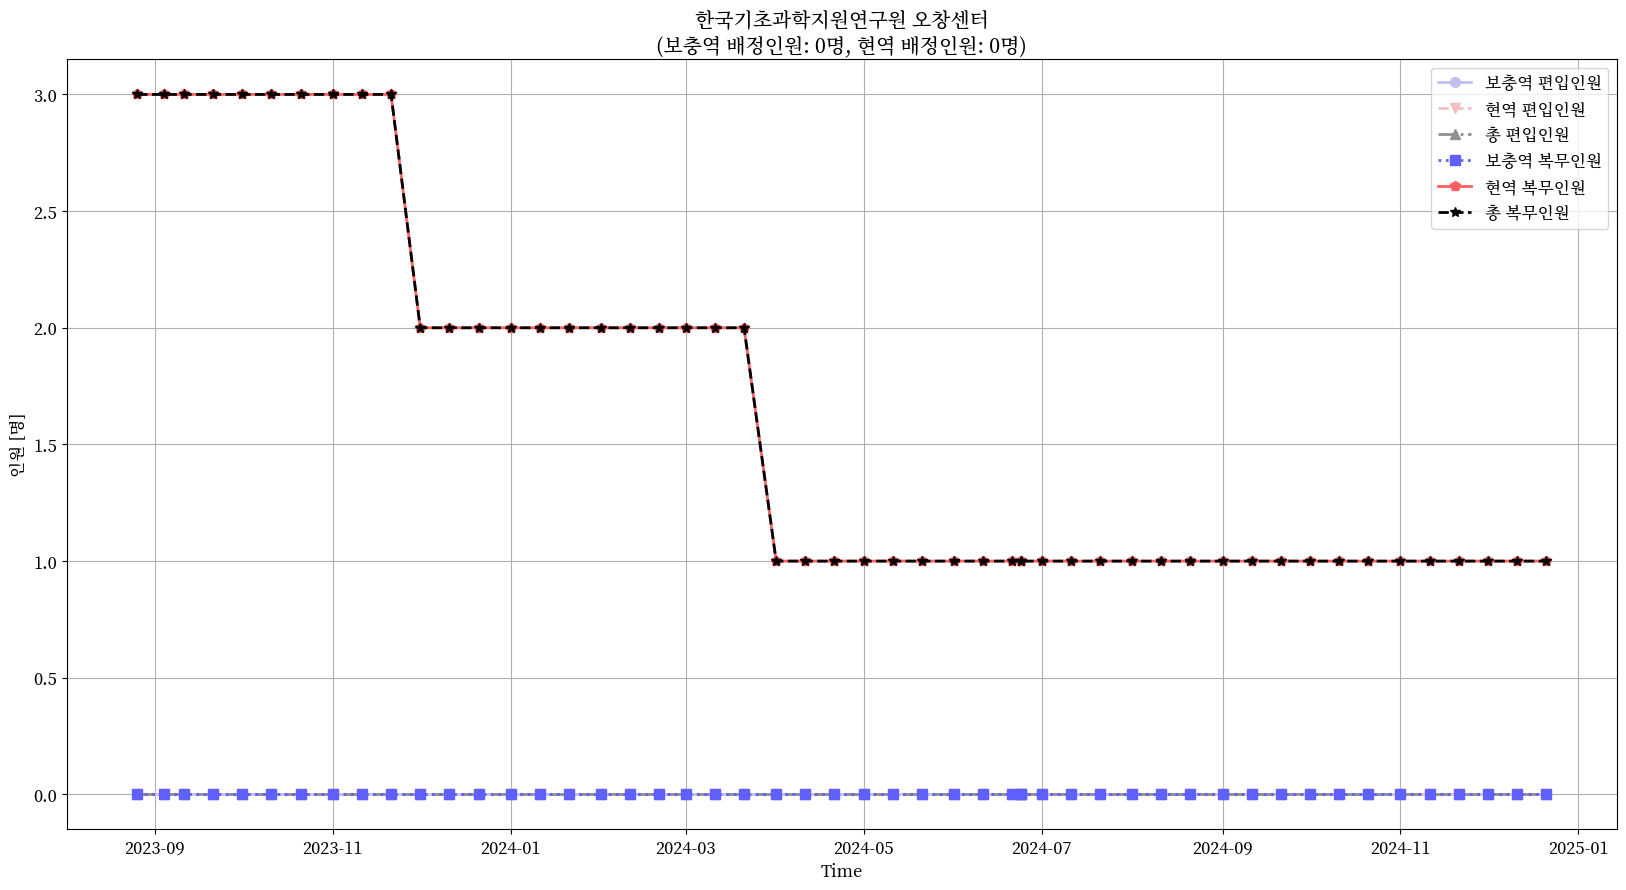 한국기초과학지원연구원 오창센터
(보충역 배정인원: 0명, 현역 배정인원: 0명)
보충역 편입인원
현역 편입인원
총 편입인원
보충역 복무인원
현역 복무인원
총 복무인원
인원 [명]
3.0
2.5
2.0
1.5
1.0
0.5
0.0
2023-09
2023-11
2024-01
2024-03
2024-05
2024-07
2024-09
2024-11
2025-01
Time